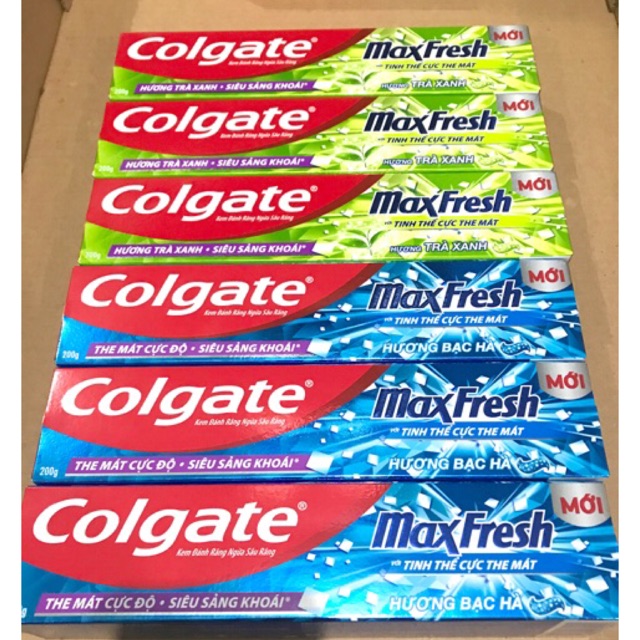 Colgate®
Kem Đánh Răng Ngừa Sâu Răng
HƯƠNG TRÀ XANH • SIÊU SẢNG KHOÁI*
MaxFresh
với TINH THỂ CỰC THE MÁT
HƯƠNG TRÀ XANH
MỚI
Colgate®
Kem Đánh Răng Ngừa Sâu Răng
HƯƠNG TRÀ XANH • SIÊU SẢNG KHOÁI*
MaxFresh
với TINH THỂ CỰC THE MÁT
HƯƠNG TRÀ XANH
MỚI
Colgate®
Kem Đánh Răng Ngừa Sâu Răng
200g
HƯƠNG TRÀ XANH • SIÊU SẢNG KHOÁI*
MaxFresh
với TINH THỂ CỰC THE MÁT
HƯƠNG TRÀ XANH
MỚI
Colgate®
Kem Đánh Răng Ngừa Sâu Răng
200g
THE MÁT CỰC ĐỘ • SIÊU SẢNG KHOÁI*
MaxFresh
với TINH THỂ CỰC THE MÁT
HƯƠNG BẠC HÀ
MỚI
Colgate®
Kem Đánh Răng Ngừa Sâu Răng
200g
THE MÁT CỰC ĐỘ • SIÊU SẢNG KHOÁI*
MaxFresh
với TINH THỂ CỰC THE MÁT
HƯƠNG BẠC HÀ
MỚI
Colgate®
Kem Đánh Răng Ngừa Sâu Răng
THE MÁT CỰC ĐỘ • SIÊU SẢNG KHOÁI*
MaxFresh
với TINH THỂ CỰC THE MÁT
HƯƠNG BẠC HÀ
MỚI